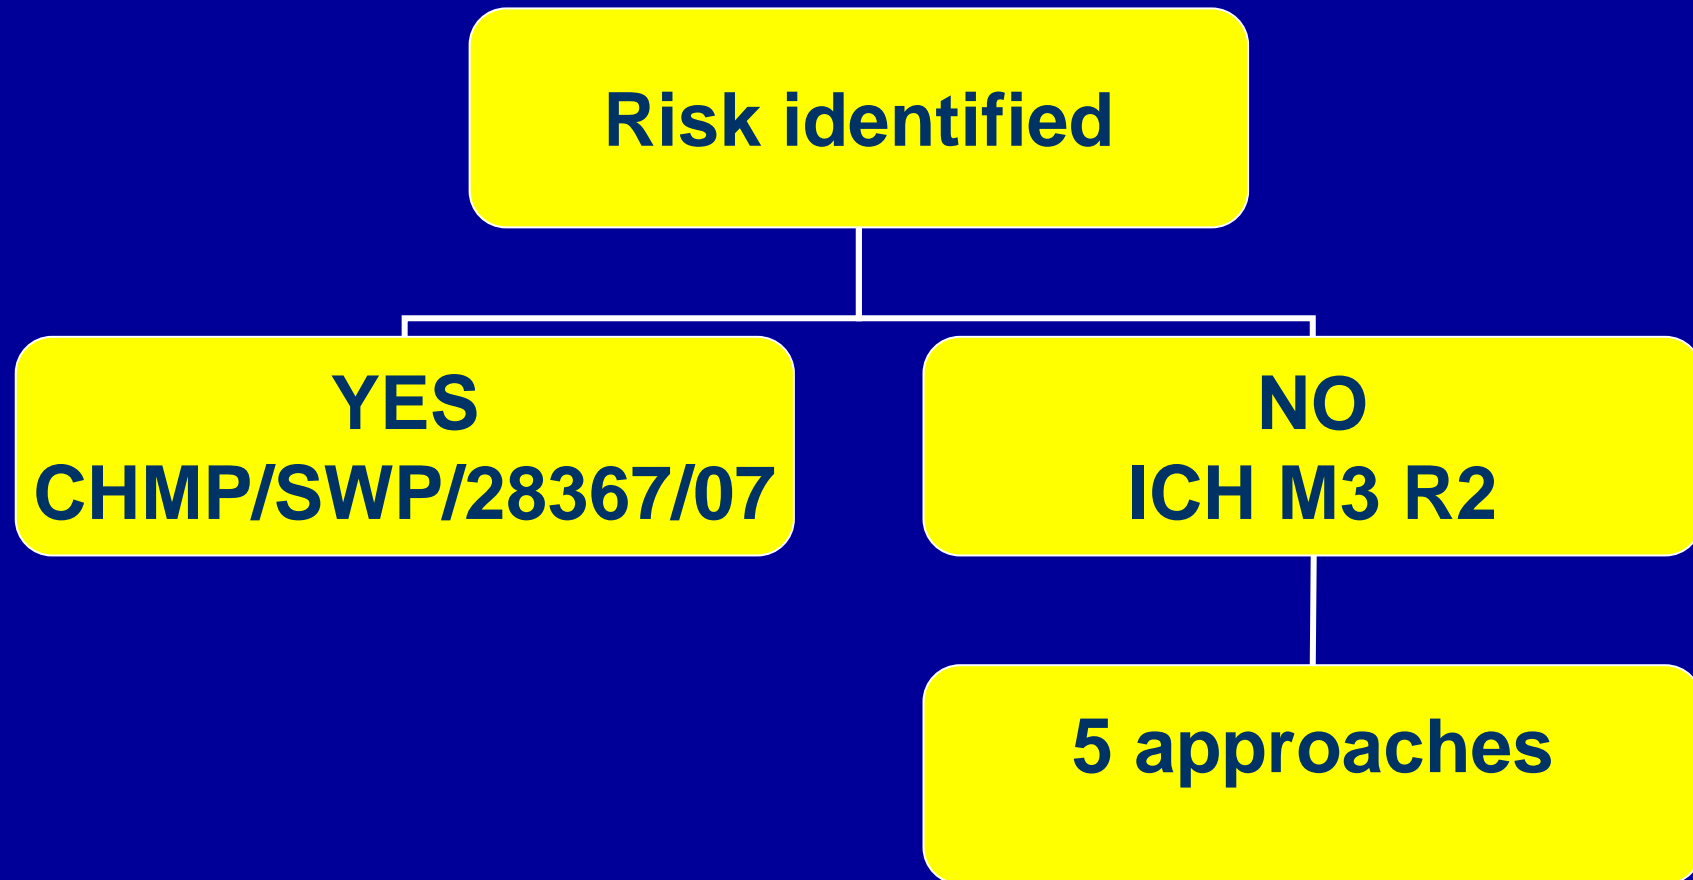 Risk identified
YES
CHMP/SWP/28367/07
NO
ICH M3 R2
5 approaches